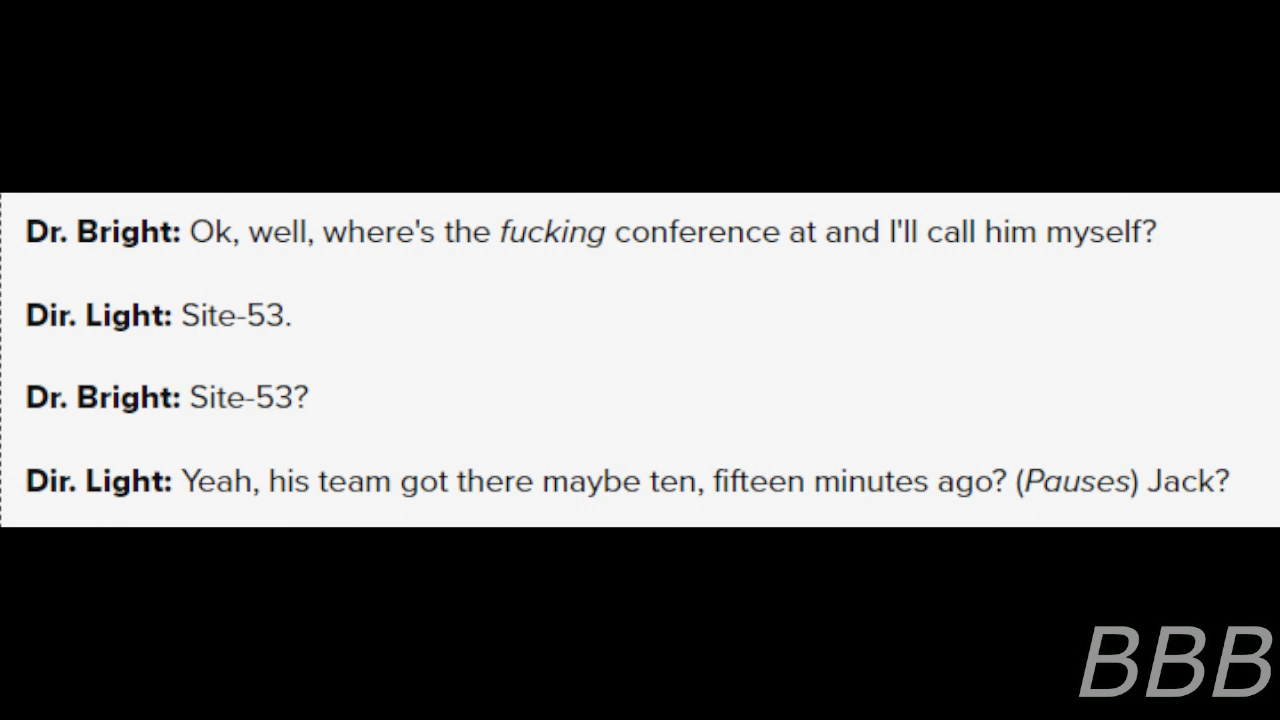 Dr. Bright: Ok, well, where's the fucking conference at and I'll call him myself?
Dir. Light: Site-53.
Dr. Bright: Site-53?
Dir. Light: Yeah, his team got there maybe ten, fifteen minutes ago? (Pauses) Jack?
BBB